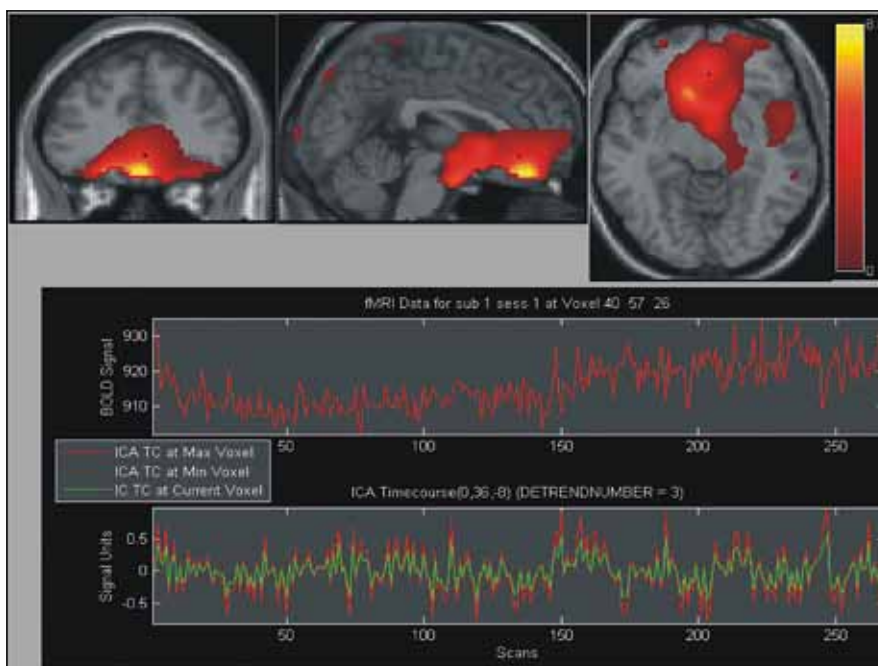 8.
0
fMRI Data for sub 1 sess 1 at Voxel 40 57 26
BOLD Signal
930
920
910
50
100
150
200
250
ICA TC at Max Voxel
ICA TC at Min Voxel
IC TC at Current Voxel
ICA Timecourse(0,36,-8) (DETRENDNUMBER = 3)
Signal Units
0.5
0
-0.5
50
100
150
200
250
Scans